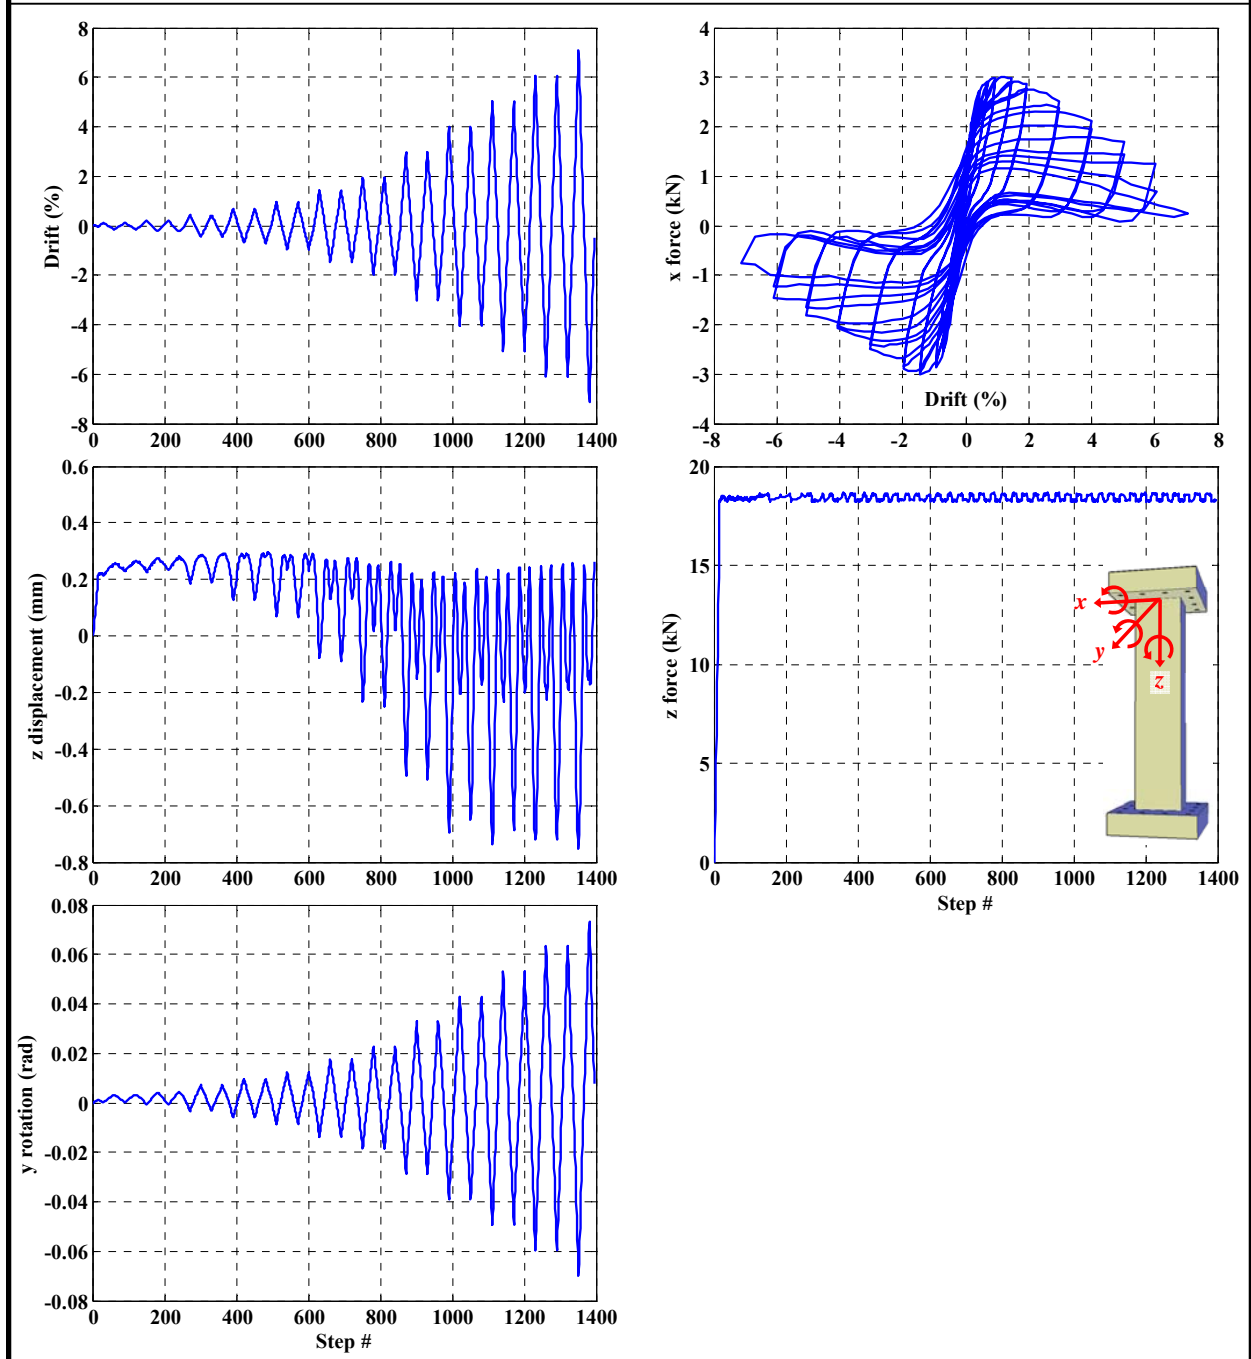 8
6
4
2
0
-2
-4
-6
-8
Drift (%)
0 200 400 600 800 1000 1200 1400
4
3
2
1
0
-1
-2
-3
-4
x force (kN)
Drift (%)
-8 -6 -4 -2 0 2 4 6 8
0.6
0.4
0.2
0
-0.2
-0.4
-0.6
-0.8
z displacement (mm)
0 200 400 600 800 1000 1200 1400
20
15
10
5
0
z force (kN)
x
y
z
0 200 400 600 800 1000 1200 1400
Step #
0.08
0.06
0.04
0.02
0
-0.02
-0.04
-0.06
-0.08
y rotation (rad)
0 200 400 600 800 1000 1200 1400
Step #